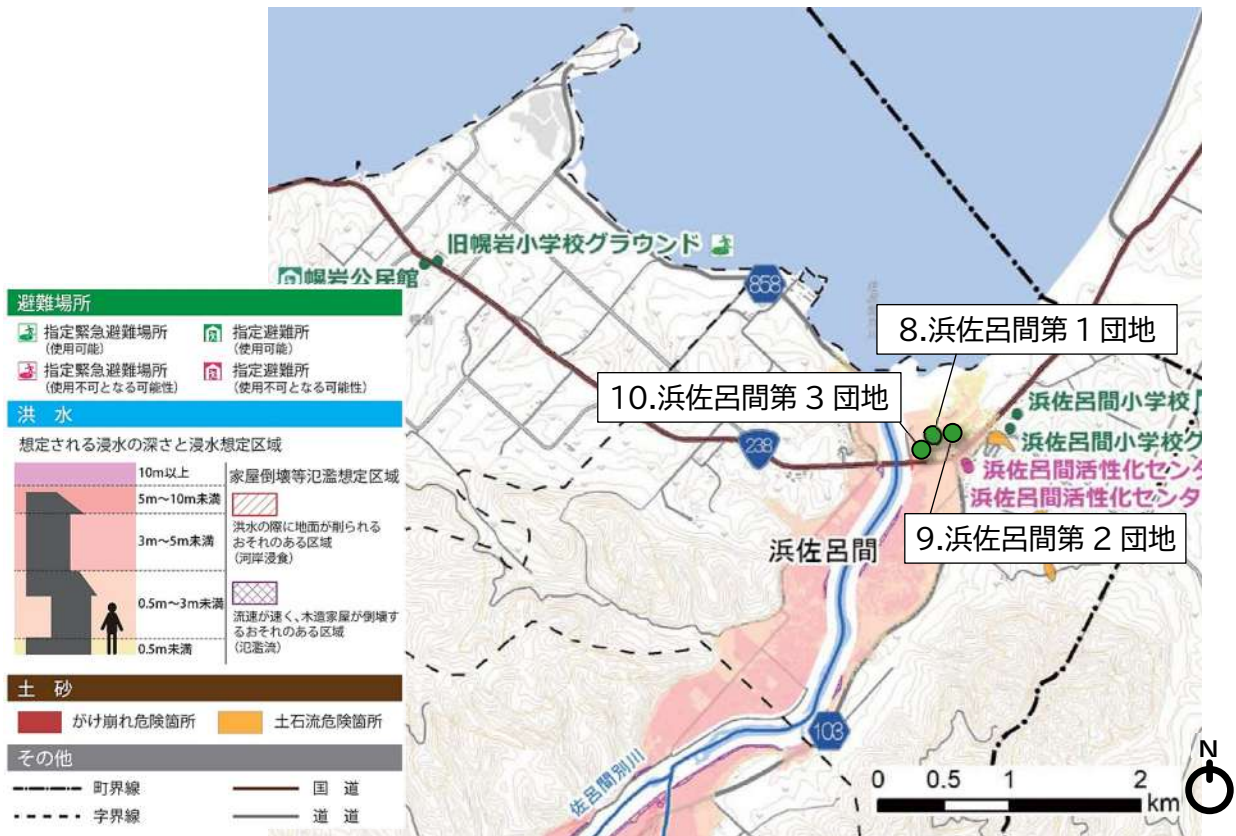 旧幌岩小学校グラウンド
幌岩公民館
858
8.浜佐呂間第1団地
10.浜佐呂間第3団地
238
浜佐呂間小学校
浜佐呂間小学校グ
浜佐呂間活性化センタ
浜佐呂間活性化センタ
9.浜佐呂間第2団地
浜佐呂間
103
佐呂間別川
避難場所
指定緊急避難場所
(使用可能)
指定避難所
(使用可能)
指定緊急避難場所
(使用不可となる可能性)
指定避難所
(使用不可となる可能性)
洪 水
想定される浸水の深さと浸水想定区域
10m以上
5m～10m未満
3m～5m未満
0.5m～3m未満
0.5m未満
家屋倒壊等氾濫想定区域
洪水の際に地面が削られる
おそれのある区域
(河岸浸食)
流速が速く、木造家屋が倒壊す
るおそれのある区域
(氾濫流)
土 砂
がけ崩れ危険箇所
土石流危険箇所
その他
町界線
国 道
字界線
道 道
0 0.5 1 2
km
N